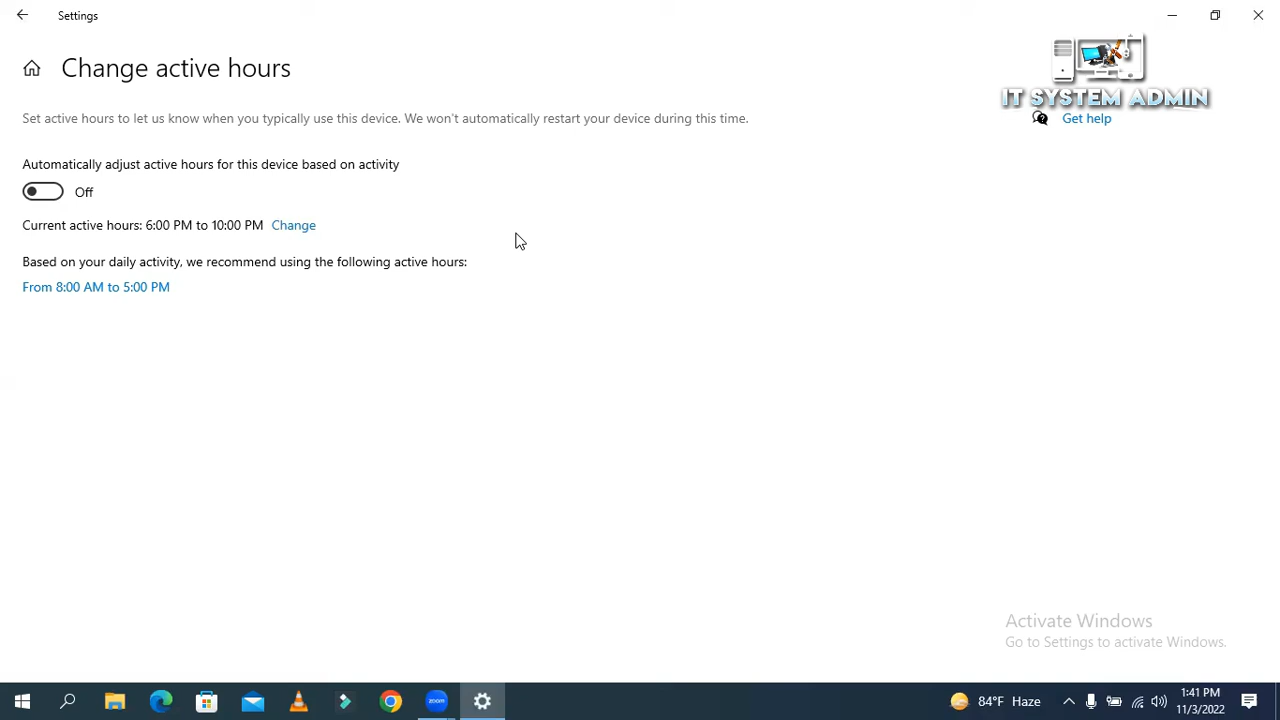 Settings
Change active hours
IT SYSTEM ADMIN
Set active hours to let us know when you typically use this device. We won't automatically restart your device during this time.
Get help
Automatically adjust active hours for this device based on activity
Off
Current active hours: 6:00 PM to 10:00 PM Change
Based on your daily activity, we recommend using the following active hours:
From 8:00 AM to 5:00 PM
Activate Windows
Go to Settings to activate Windows.
zoom
84°F Haze
1:41 PM
11/3/2022